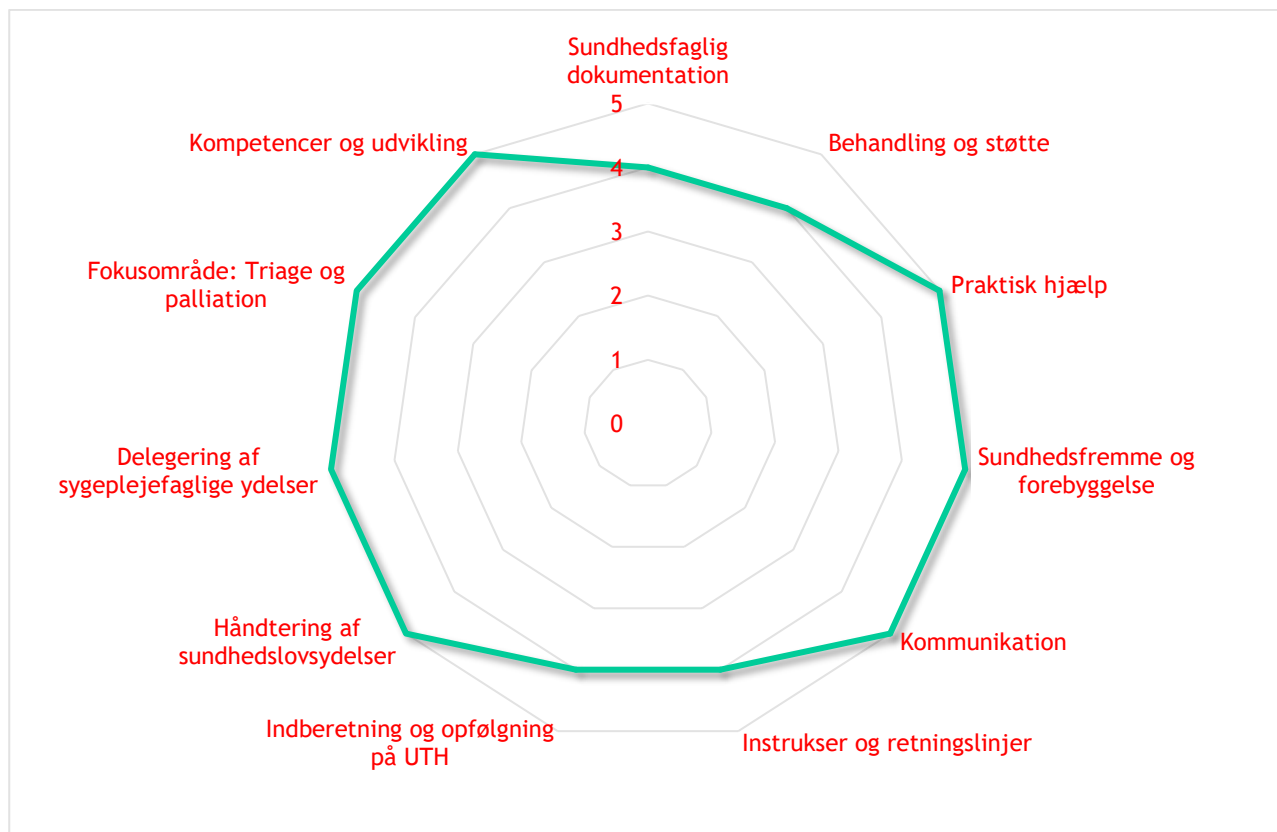 Sundhedsfaglig
dokumentation
5
Behandling og støtte
Kompetencer og udvikling
4
3
Fokusområde: Triage og
palliation
Praktisk hjælp
2
1
0
Delegering af
sygeplejefaglige ydelser
Sundhedsfremme og
forebyggelse
Håndtering af
sundhedslovsydelser
Kommunikation
Indberetning og opfølgning
på UTH
Instrukser og retningslinjer